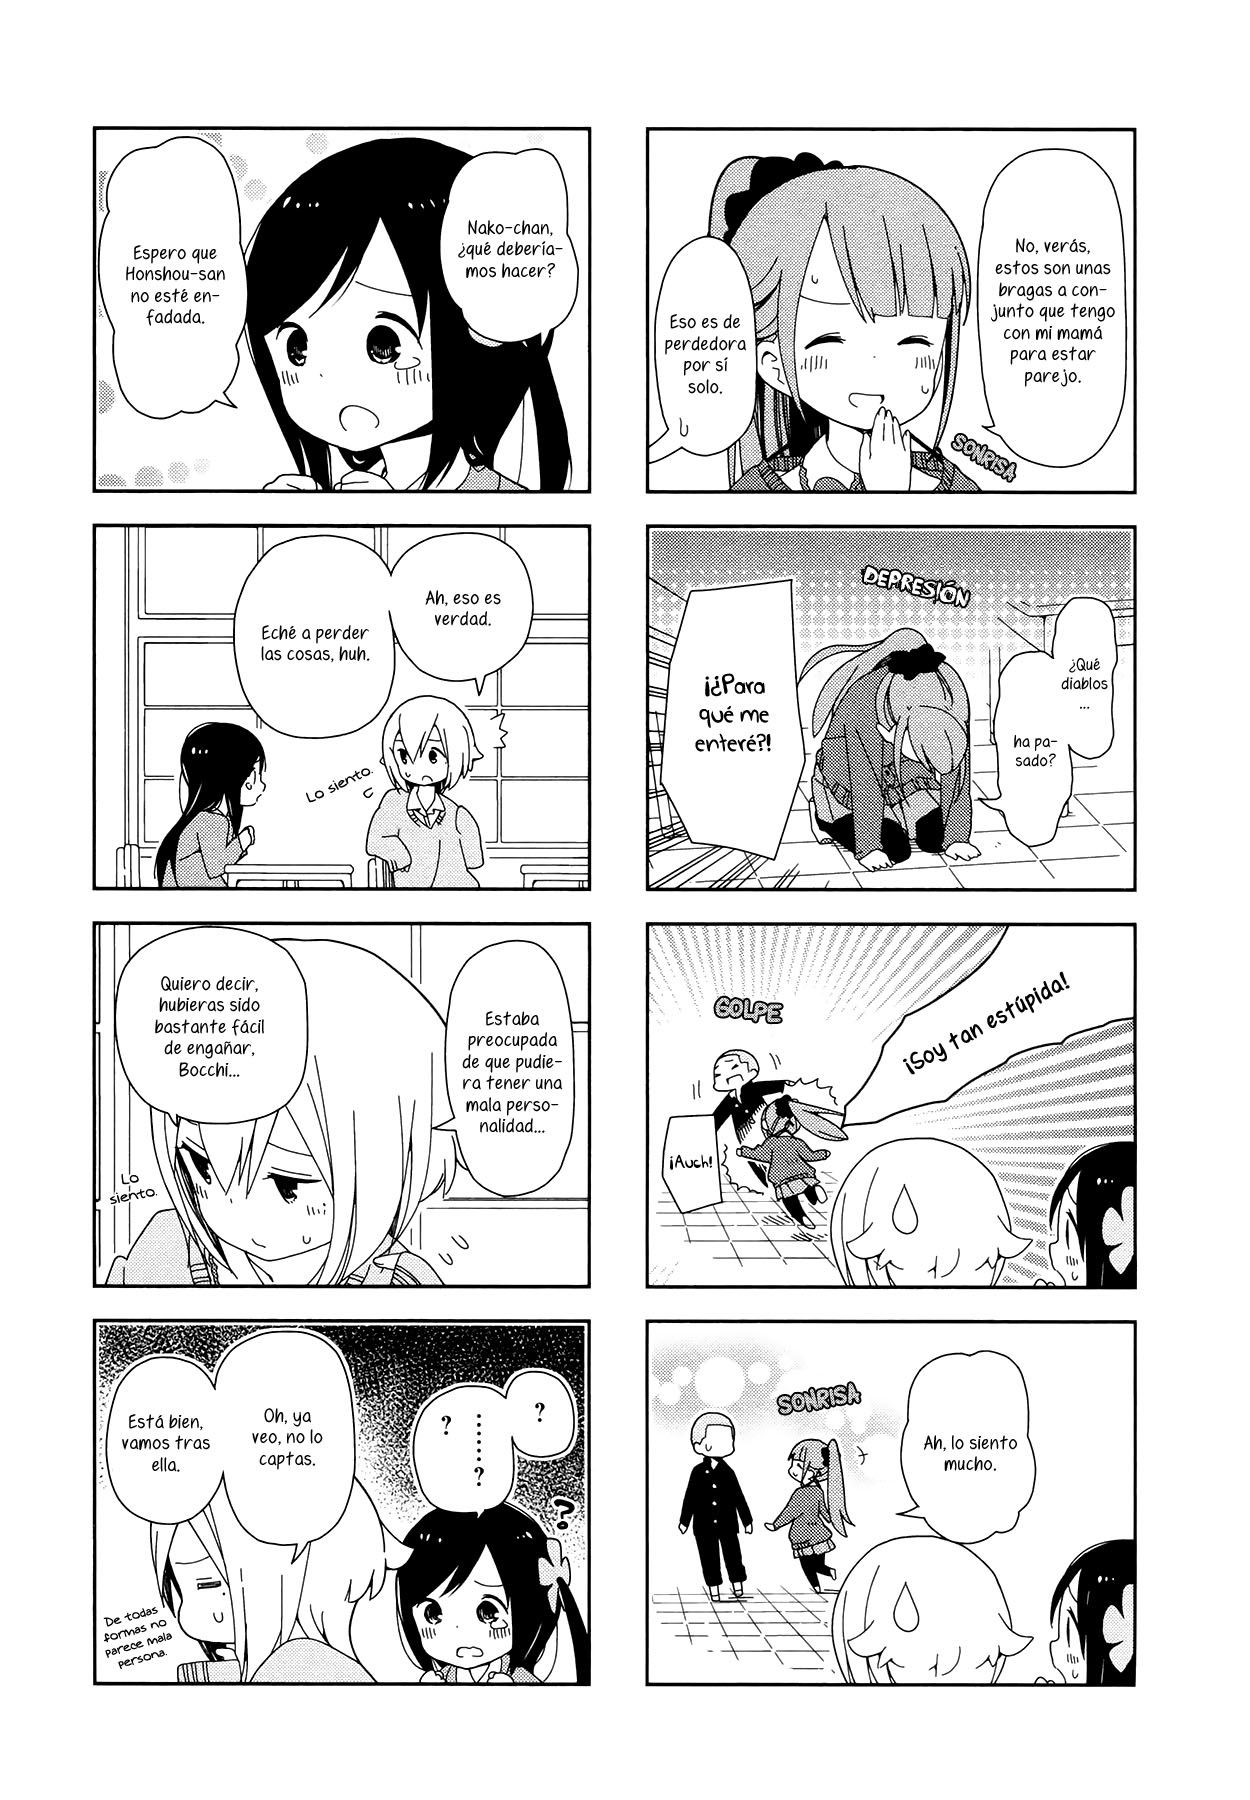 No, verás,
estos son unas
bragas a con-
junto que tengo
con mi mamá
para estar
parejo.
Eso es de
perdedora
por sí
solo.
SONRISA
DEPRESIÓN
¿Qué
diablos
...
ha pa-
sado?
¡¿Para
qué me
enteré?!
¡Soy tan estúpida!
GOLPE
¡Auch!
Ah, lo siento
mucho.
SONRISA
Nako-chan,
¿qué debería-
mos hacer?
Espero que
Honshou-san
no esté en-
fadada.
Ah, eso es
verdad.
Eché a perder
las cosas, huh.
Lo siento.
Estaba
preocupada
de que pudie-
ra tener una
mala perso-
nalidad...
Quiero decir,
hubieras sido
bastante fácil
de engañar,
Bocchi...
Lo
siento.
?
?
........?
?
Oh, ya
veo, no lo
captas.
Está bien,
vamos tras
ella.
De todas
formas no
parece mala
persona.